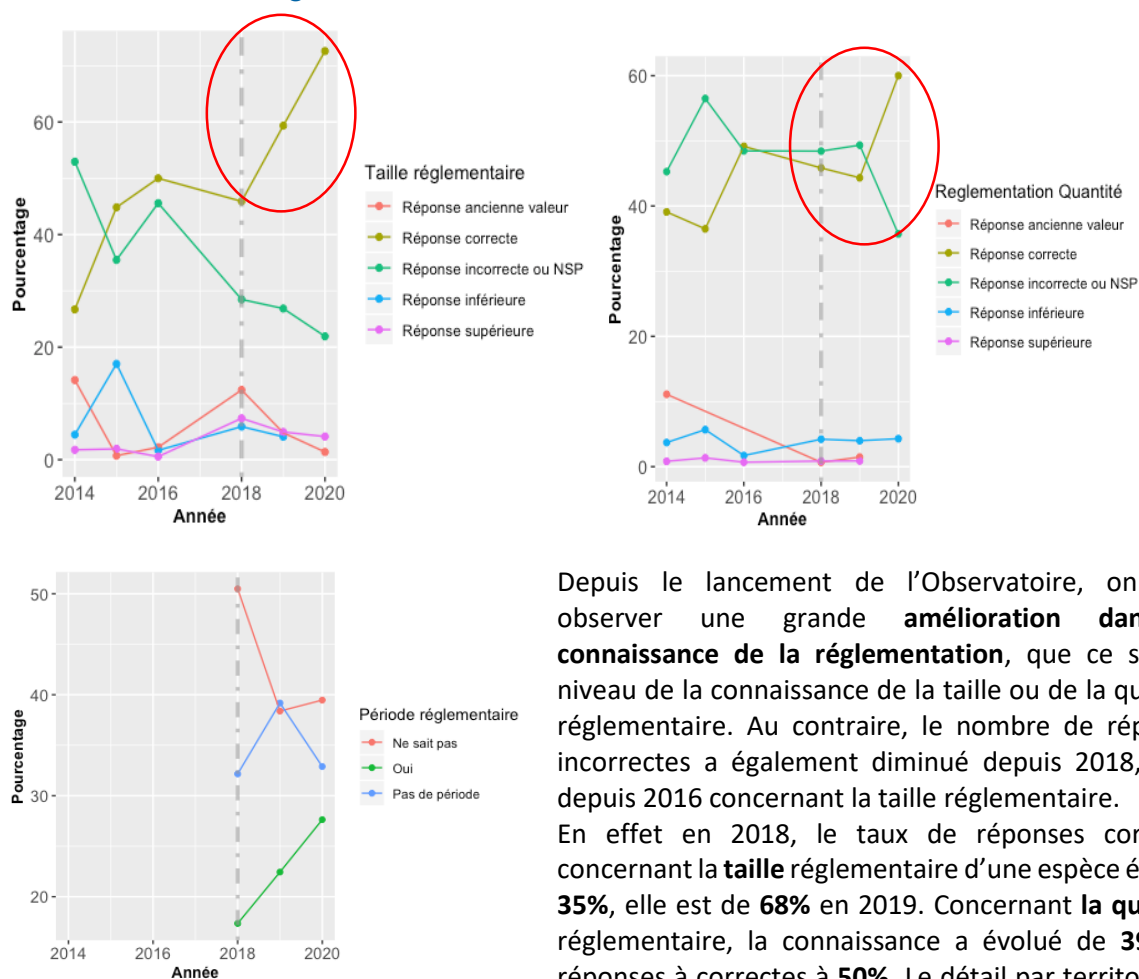 60
40
20
0
2014
2016
2018
2020
Pourcentage
Année
Taille réglementaire
Réponse ancienne valeur
Réponse correcte
Réponse incorrecte ou NSP
Réponse inférieure
Réponse supérieure
60
40
20
0
2014
2016
2018
2020
Pourcentage
Année
Reglementation Quantité
Réponse ancienne valeur
Réponse correcte
Réponse incorrecte ou NSP
Réponse inférieure
Réponse supérieure
50
40
30
20
2014
2016
2018
2020
Pourcentage
Année
Période réglementaire
Ne sait pas
Oui
Pas de période
Depuis le lancement de l’Observatoire, on
observer une grande amélioration
connaissance de la réglementation, que ce
niveau de la connaissance de la taille ou de la
réglementaire. Au contraire, le nombre de
incorrectes a également diminué depuis 2018,
depuis 2016 concernant la taille réglementaire.
En effet en 2018, le taux de réponses
concernant la taille réglementaire d’une espèce
35%, elle est de 68% en 2019. Concernant la
réglementaire, la connaissance a évolué de
réponses à correctes à 50%. Le détail par